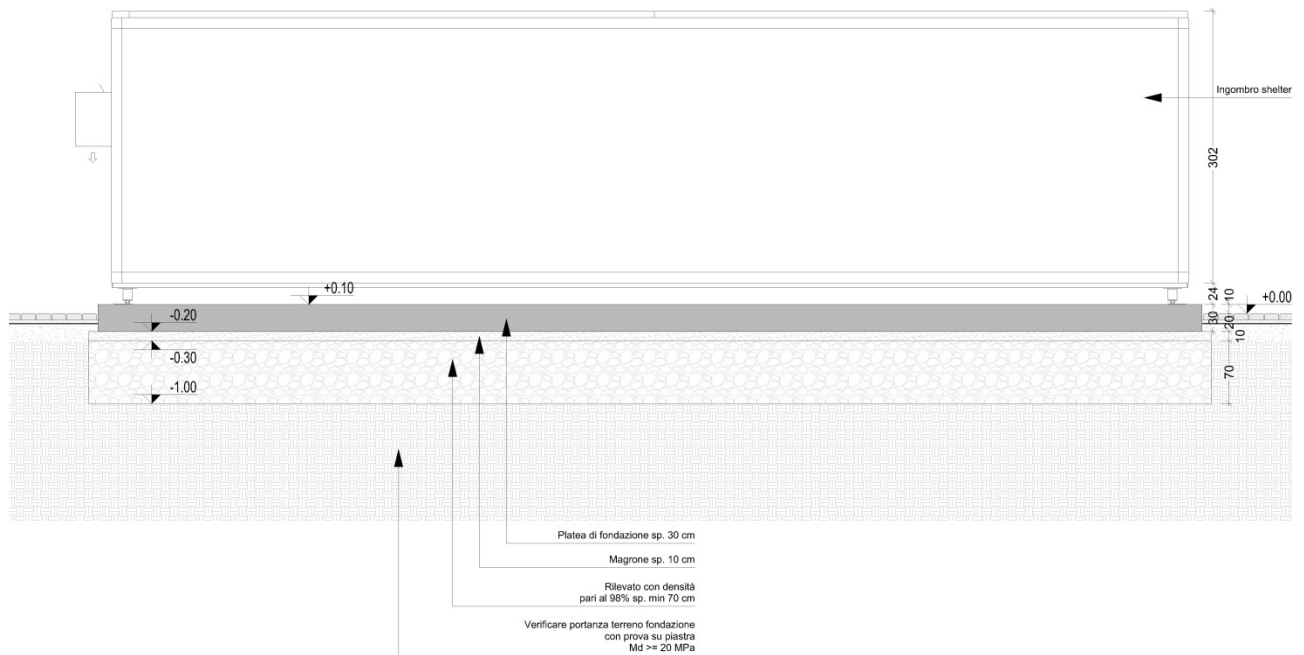 Ingombro shelter
302
+0.10
24
10
+0.00
-0.20
30
20
10
-0.30
70
-1.00
Platea di fondazione sp. 30 cm
Magrone sp. 10 cm
Rilevato con densità
pari al 98% sp. min 70 cm
Verificare portanza terreno fondazione
con prova su piastra
Md >= 20 MPa